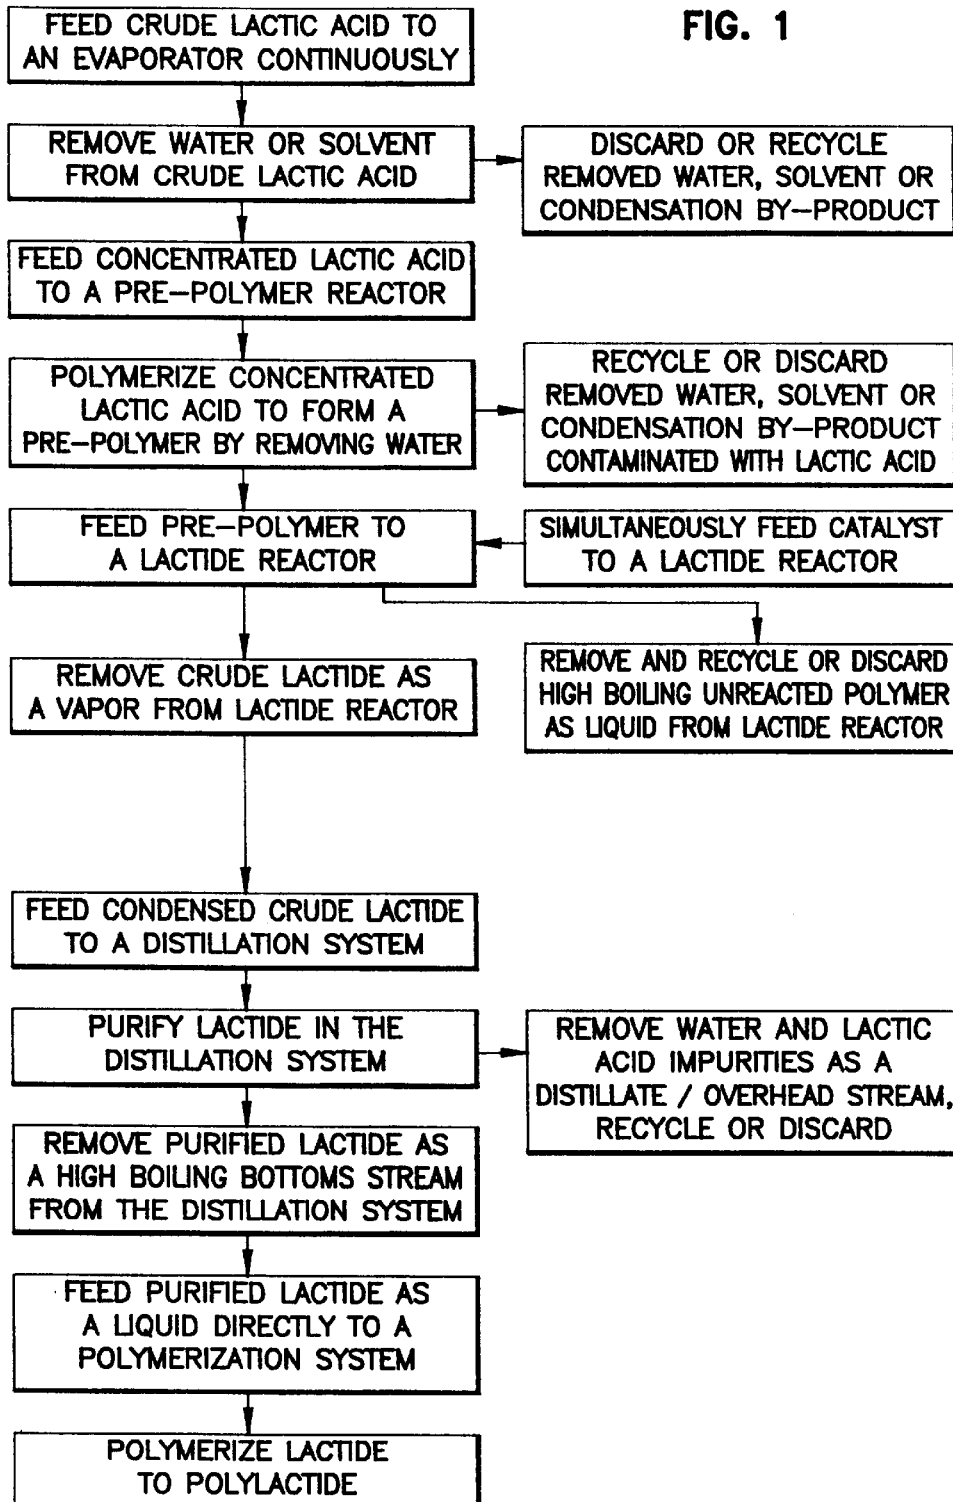 FIG. 1
FEED CRUDE LACTIC ACID TO
AN EVAPORATOR CONTINUOUSLY
REMOVE WATER OR SOLVENT
FROM CRUDE LACTIC ACID
DISCARD OR RECYCLE
REMOVED WATER, SOLVENT OR
CONDENSATION BY-PRODUCT
FEED CONCENTRATED LACTIC ACID
TO A PRE-POLYMER REACTOR
POLYMERIZE CONCENTRATED
LACTIC ACID TO FORM A
PRE-POLYMER BY REMOVING WATER
RECYCLE OR DISCARD
REMOVED WATER, SOLVENT OR
CONDENSATION BY-PRODUCT
CONTAMINATED WITH LACTIC ACID
FEED PRE-POLYMER TO
A LACTIDE REACTOR
SIMULTANEOUSLY FEED CATALYST
TO A LACTIDE REACTOR
REMOVE CRUDE LACTIDE AS
A VAPOR FROM LACTIDE REACTOR
REMOVE AND RECYCLE OR DISCARD
HIGH BOILING UNREACTED POLYMER
AS LIQUID FROM LACTIDE REACTOR
FEED CONDENSED CRUDE LACTIDE
TO A DISTILLATION SYSTEM
PURIFY LACTIDE IN THE
DISTILLATION SYSTEM
REMOVE WATER AND LACTIC
ACID IMPURITIES AS A
DISTILLATE / OVERHEAD STREAM,
RECYCLE OR DISCARD
REMOVE PURIFIED LACTIDE AS
A HIGH BOILING BOTTOMS STREAM
FROM THE DISTILLATION SYSTEM
FEED PURIFIED LACTIDE AS
A LIQUID DIRECTLY TO A
POLYMERIZATION SYSTEM
POLYMERIZE LACTIDE
TO POLYLACTIDE